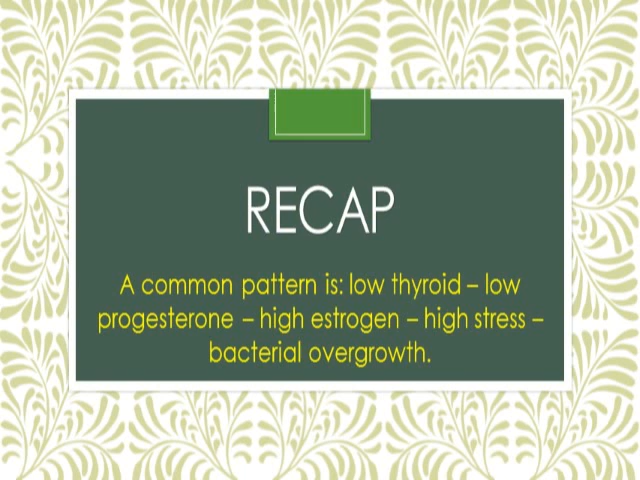 RECAP
A common pattern is: low thyroid – low
progesterone – high estrogen – high stress –
bacterial overgrowth.